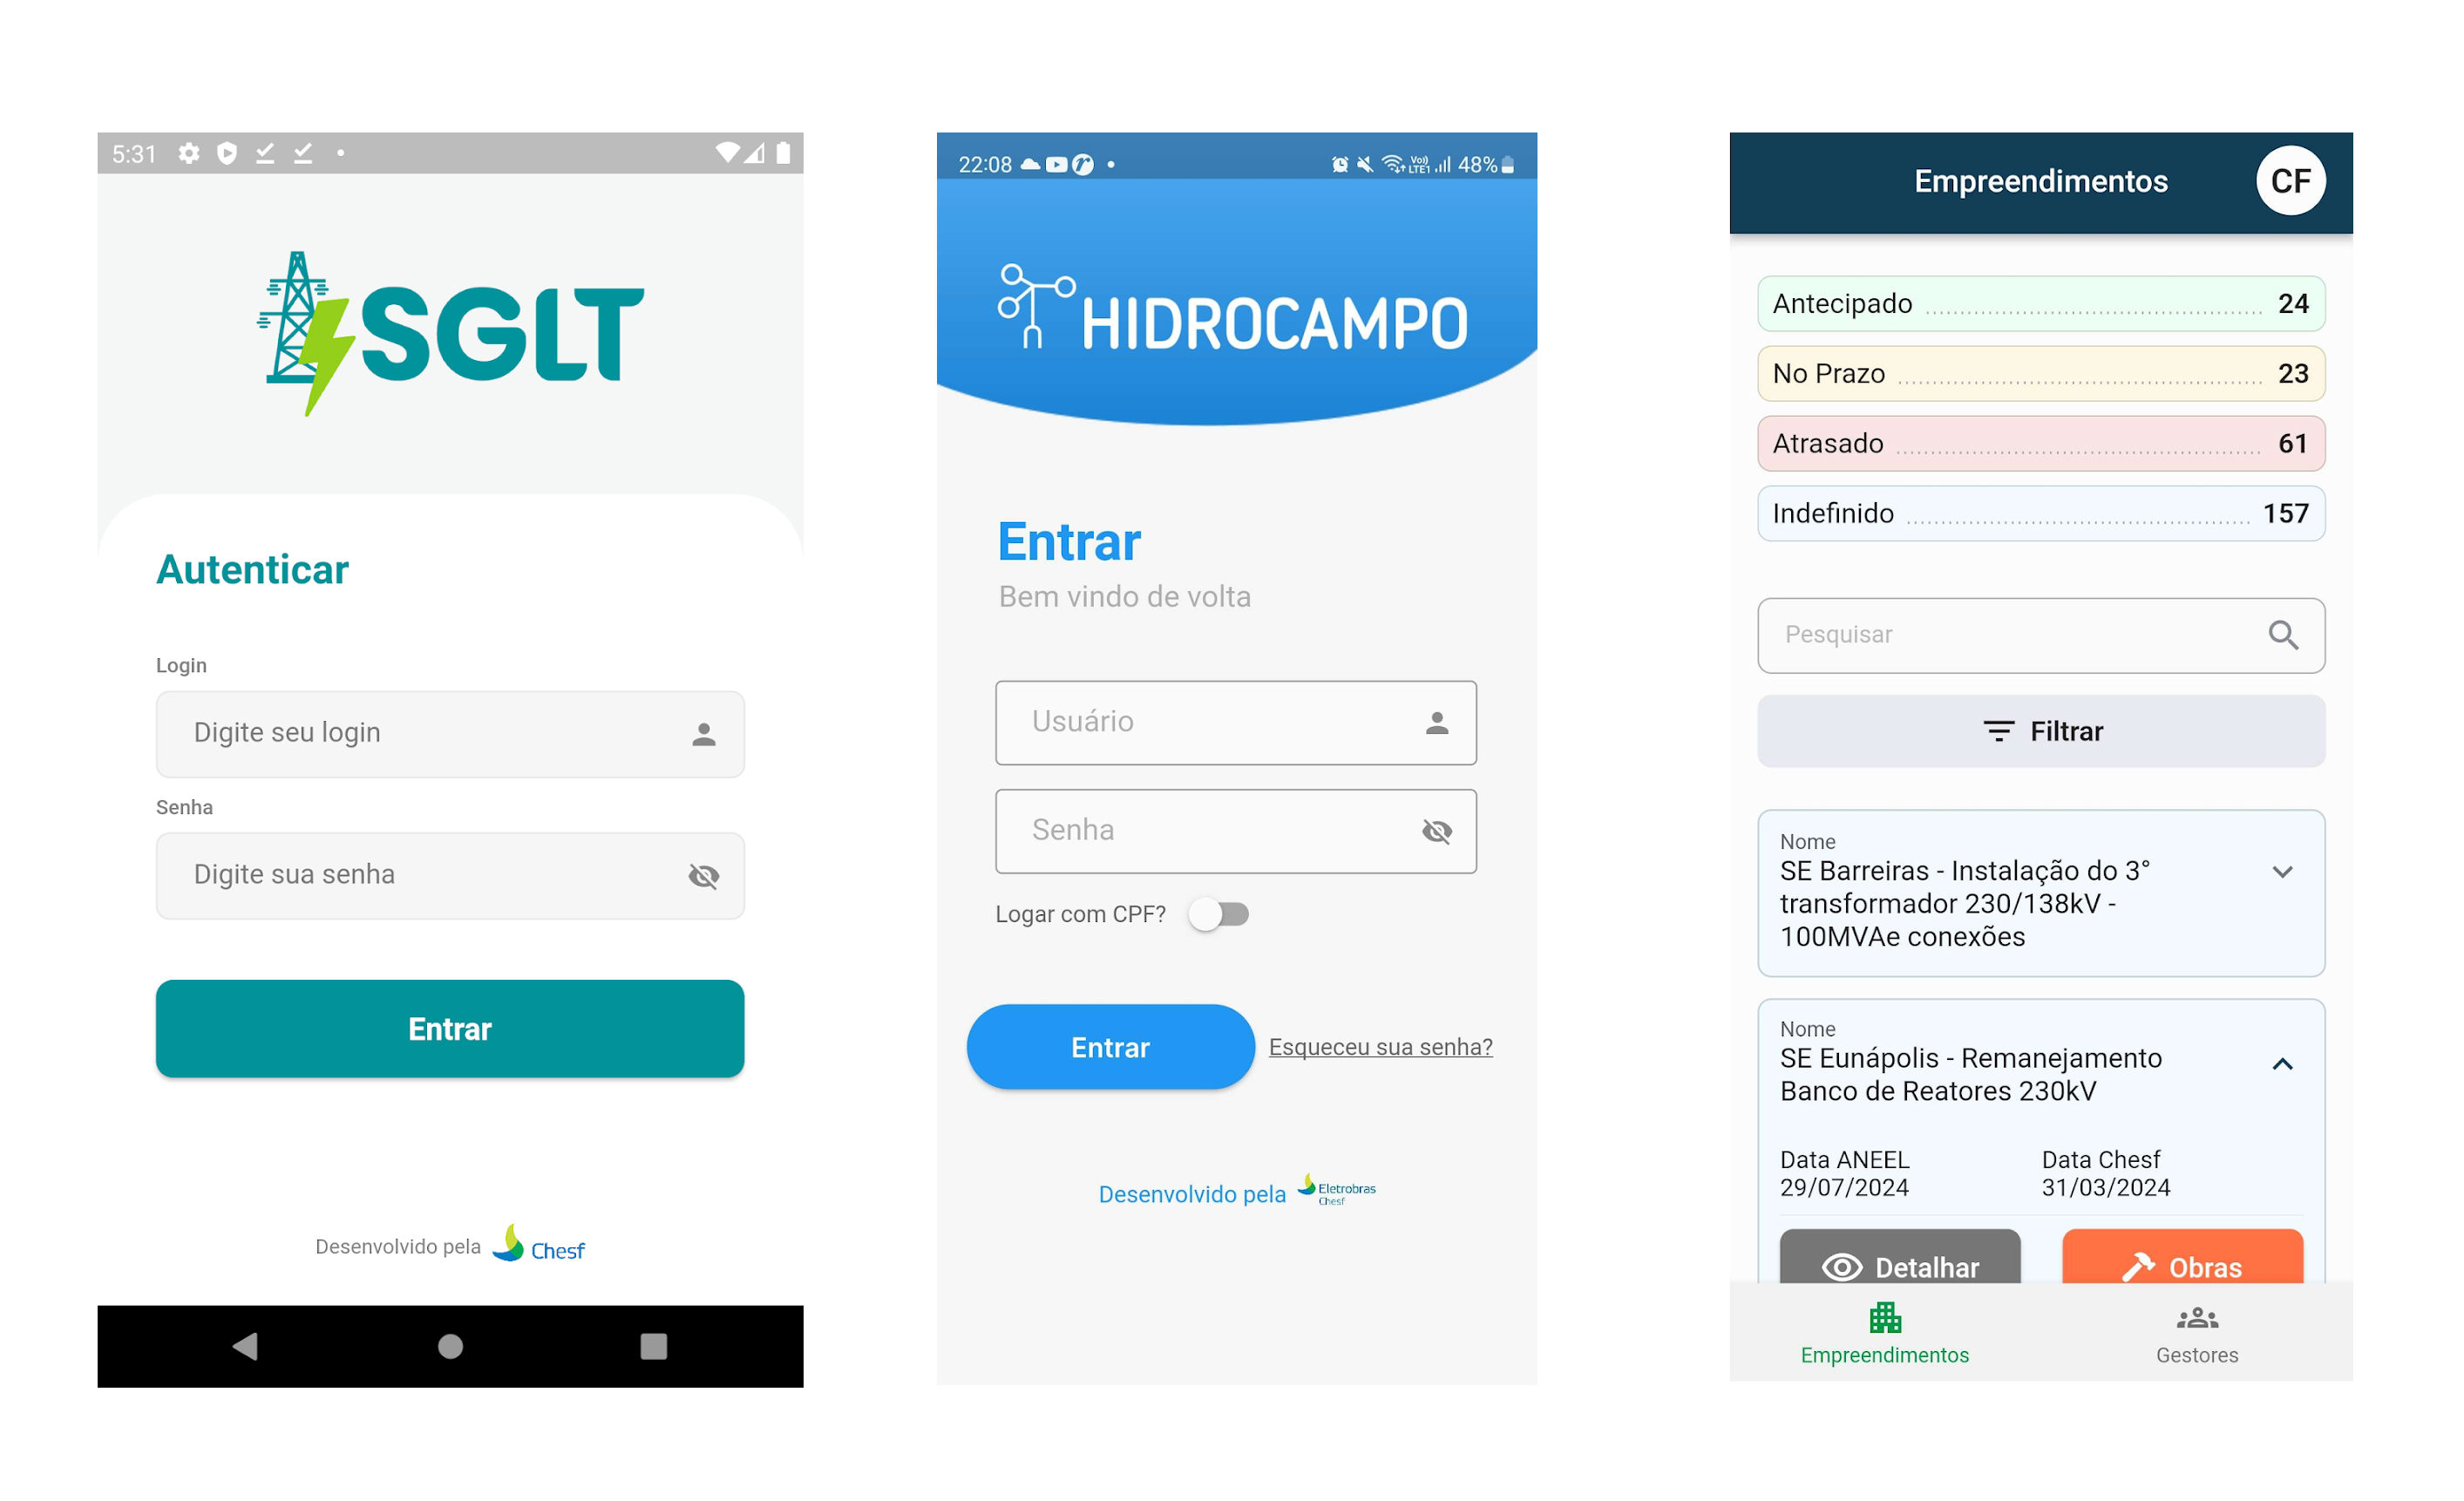 5:31
SGLT
Autenticar
Login
Digite seu login
Senha
Digite sua senha
Entrar
Desenvolvido pela Chesf
22:08
Vo))
LTE1
48%
HIDROCAMPO
Entrar
Bem vindo de volta
Usuário
Senha
Logar com CPF?
Entrar
Esqueceu sua senha?
Desenvolvido pela Eletrobras
Chesf
Empreendimentos
CF
Antecipado 24
No Prazo 23
Atrasado 61
Indefinido 157
Pesquisar
Filtrar
Nome
SE Barreiras - Instalação do 3°
transformador 230/138kV -
100MVAe conexões
Nome
SE Eunápolis - Remanejamento
Banco de Reatores 230kV
Data ANEEL Data Chesf
29/07/2024 31/03/2024
Detalhar Obras
Empreendimentos Gestores